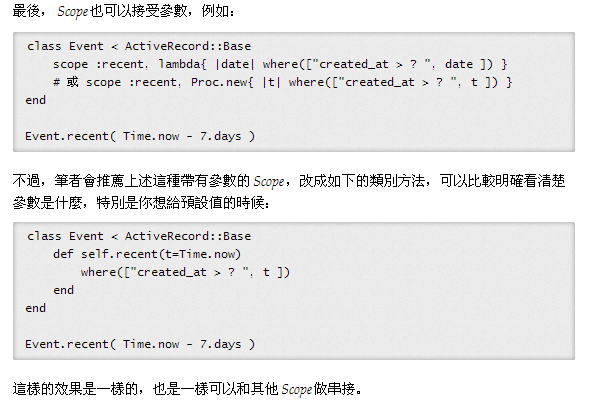 最後， Scope也可以接受參數，例如：
class Event < ActiveRecord::Base
    scope :recent, lambda{ |date| where(["created_at > ? ", date ]) }
    # 或 scope :recent, Proc.new{ |t| where(["created_at > ? ", t ]) }
end

Event.recent( Time.now - 7.days )
不過，筆者會推薦上述這種帶有參數的Scope，改成如下的類別方法，可以比較明確看清楚
參數是什麼，特別是你想給預設值的時候：
class Event < ActiveRecord::Base
    def self.recent(t=Time.now)
        where(["created_at > ? ", t ])
    end
end

Event.recent( Time.now - 7.days )
這樣的效果是一樣的，也是一樣可以和其他Scope做串接。